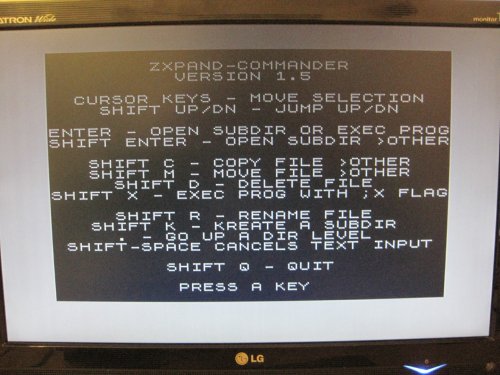 ATRON Wide
monitor
ZXPAND-COMMANDER
VERSION 1.5
CURSOR KEYS - MOVE SELECTION
SHIFT UP/DN - JUMP UP/DN
ENTER - OPEN SUBDIR OR EXEC PROG
SHIFT ENTER - OPEN SUBDIR >OTHER
SHIFT C - COPY FILE >OTHER
SHIFT M - MOVE FILE >OTHER
SHIFT D - DELETE FILE
SHIFT X - EXEC PROG WITH ;X FLAG
SHIFT R - RENAME FILE
SHIFT K - KREATE A SUBDIR
. - GO UP A DIR LEVEL
SHIFT-SPACE CANCELS TEXT INPUT
SHIFT Q - QUIT
PRESS A KEY
LG